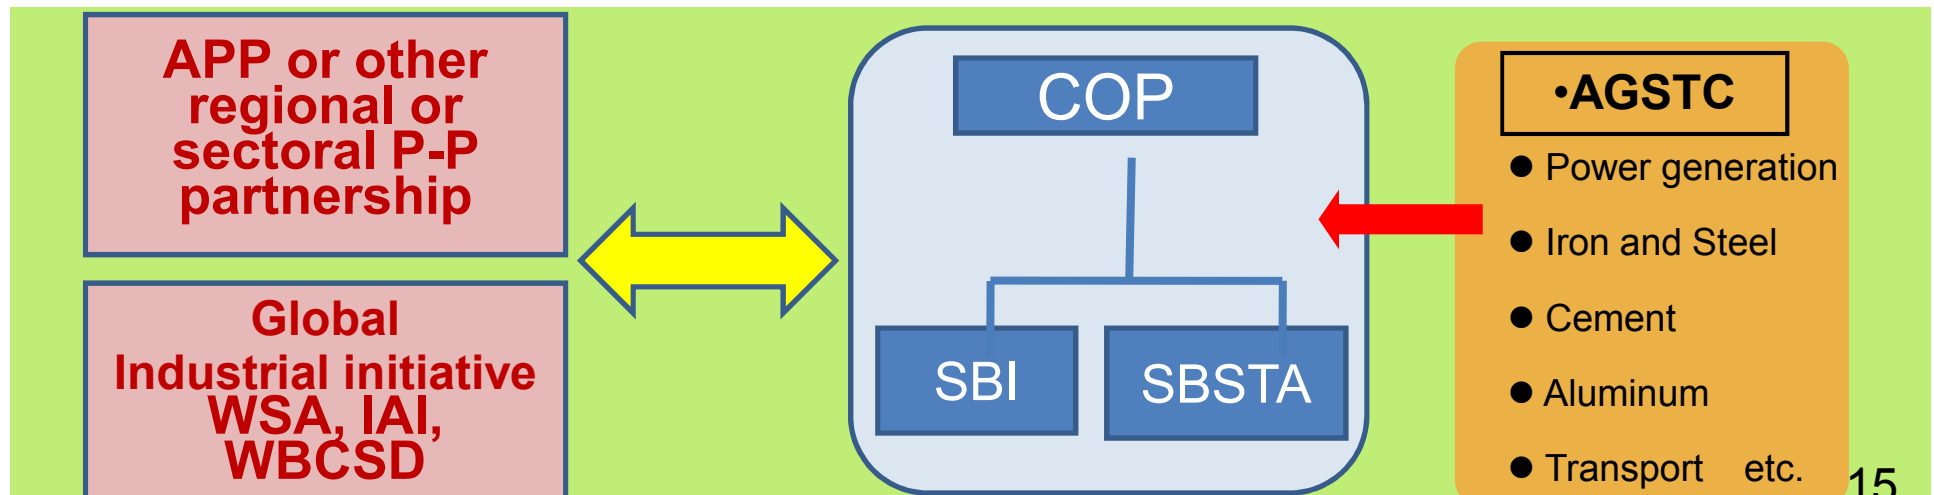 APP or other
regional or
sectoral P-P
partnership
Global
Industrial initiative
WSA, IAI,
WBCSD
COP
SBI
SBSTA
•AGSTC
● Power generation
● Iron and Steel
● Cement
● Aluminum
● Transport etc.
15